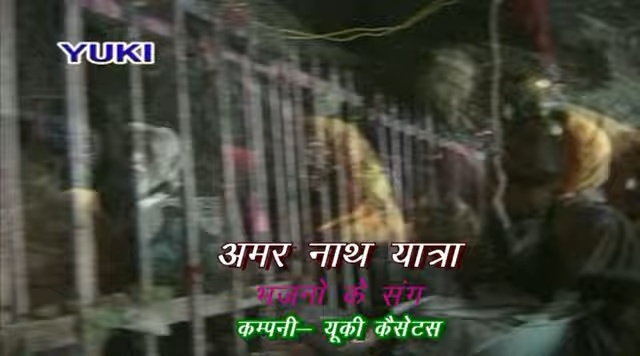 YUKI
अमर नाथ यात्रा
भजनो के संग
कम्पनी- यूकी कैसेटस